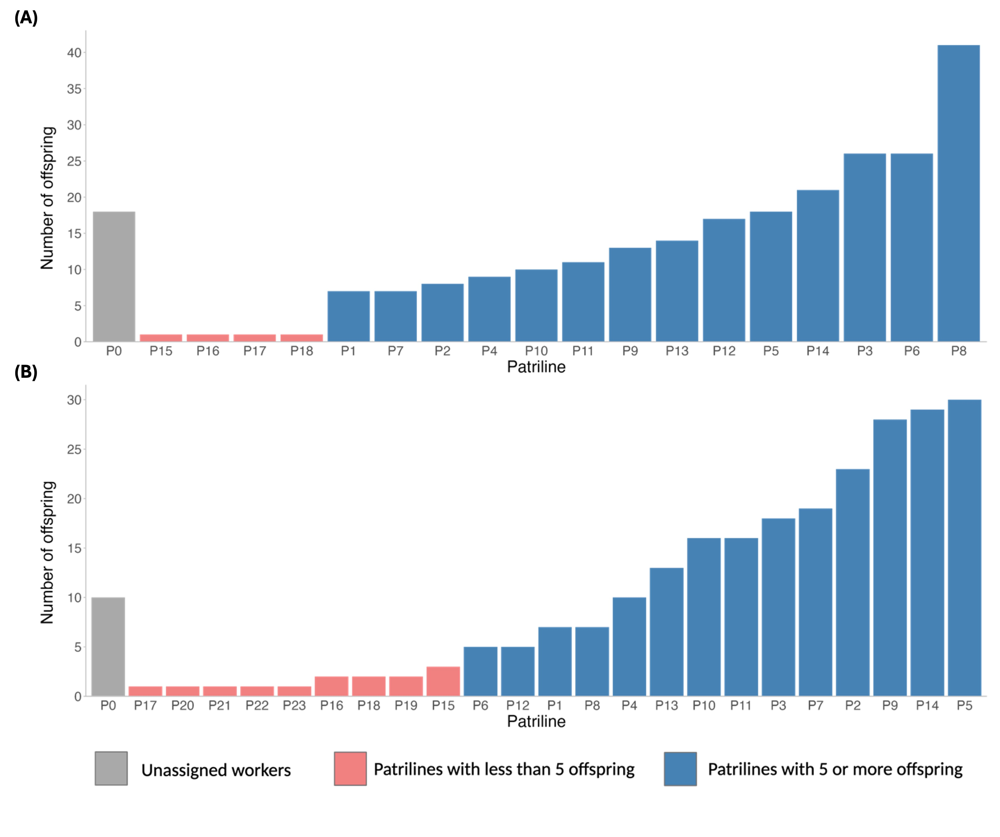 (A)
Number of offspring
40
35
30
25
20
15
10
5
0
P0 P15 P16 P17 P18 P1 P7 P2 P4 P10 P11 P9 P13 P12 P5 P14 P3 P6 P8
Patriline
(B)
Number of offspring
30
25
20
15
10
5
0
P0 P17 P20 P21 P22 P23 P16 P18 P19 P15 P6 P12 P1 P8 P4 P13 P10 P11 P3 P7 P2 P9 P14 P5
Patriline
Unassigned workers Patrilines with less than 5 offspring Patrilines with 5 or more offspring